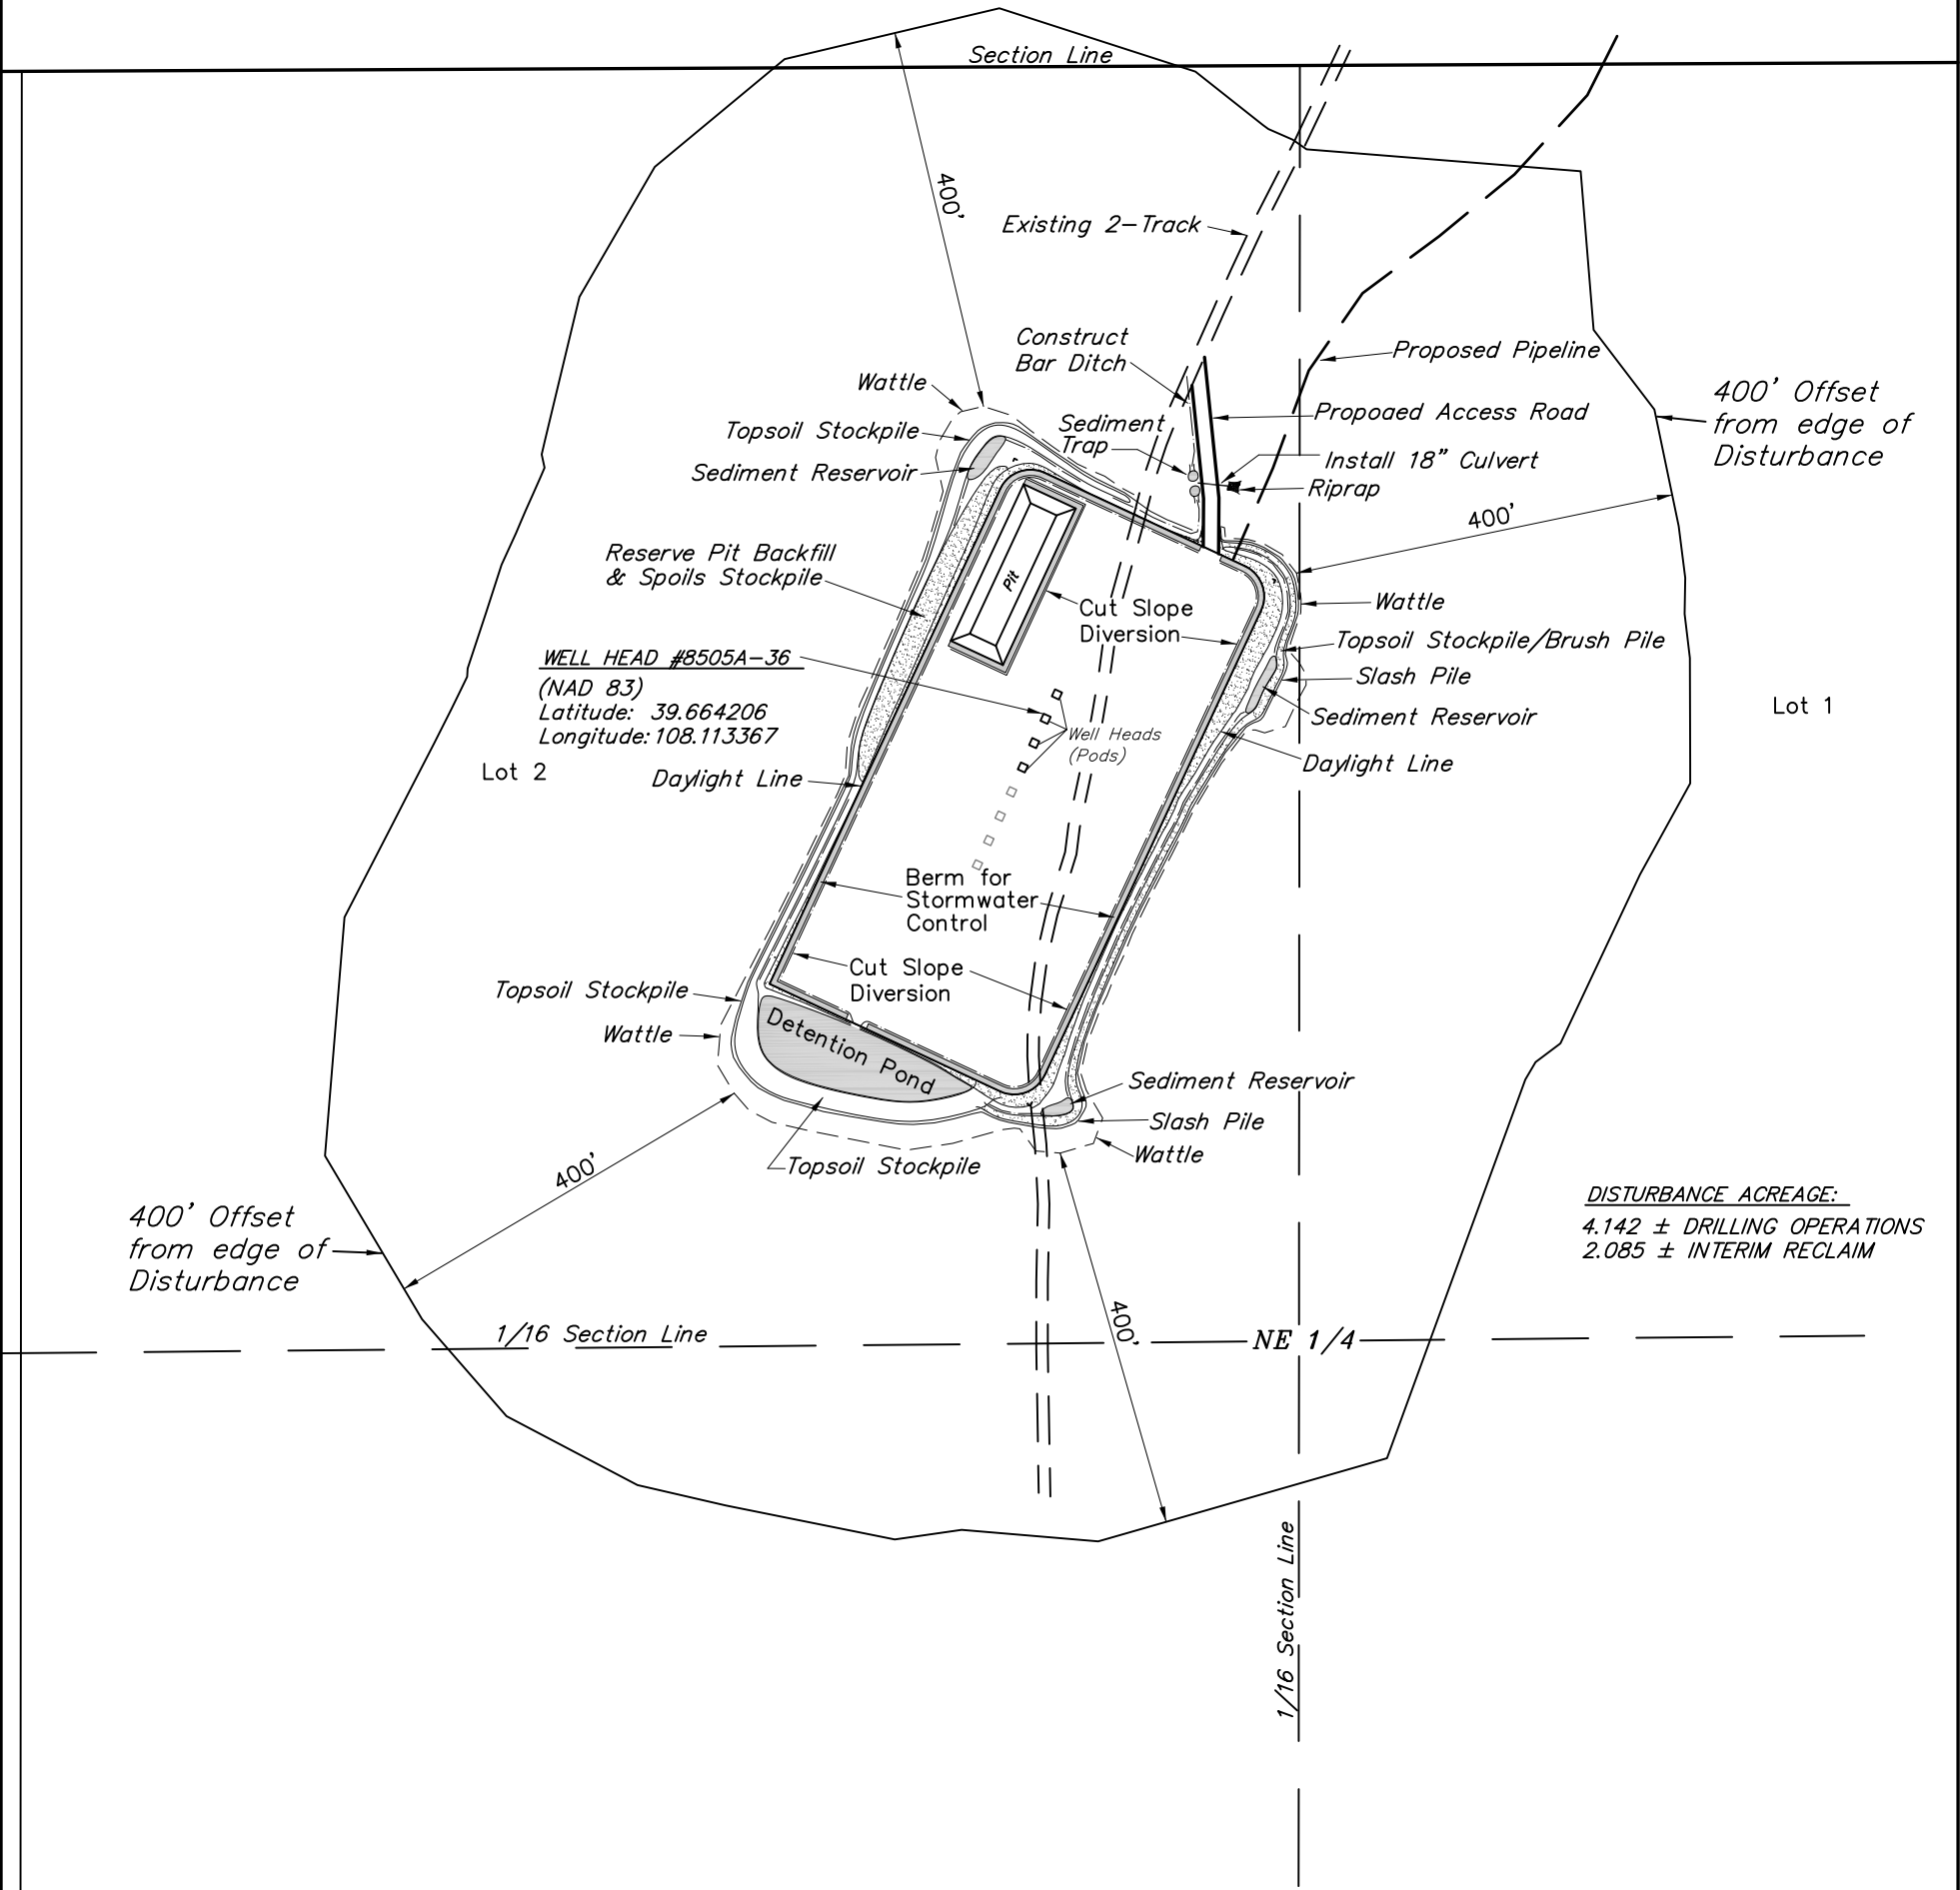 Section Line
400'
Existing 2-Track
Construct
Bar Ditch
Proposed Pipeline
Wattle
400' Offset
from edge of
Disturbance
Topsoil Stockpile
Sediment
Trap
Propoaed Access Road
Sediment Reservoir
Install 18" Culvert
Riprap
400'
Reserve Pit Backfill
& Spoils Stockpile
Pit
Cut Slope
Diversion
Wattle
Topsoil Stockpile/Brush Pile
WELL HEAD #8505A-36
(NAD 83)
Latitude: 39.664206
Longitude: 108.113367
Slash Pile
Sediment Reservoir
Lot 1
Well Heads
(Pods)
Lot 2
Daylight Line
Daylight Line
Berm for
Stormwater
Control
Cut Slope
Diversion
Topsoil Stockpile
Wattle
Detention Pond
Sediment Reservoir
Slash Pile
Wattle
Topsoil Stockpile
400'
400' Offset
from edge of
Disturbance
DISTURBANCE ACREAGE:
4.142 ± DRILLING OPERATIONS
2.085 ± INTERIM RECLAIM
400'
1/16 Section Line
NE 1/4
1/16 Section Line